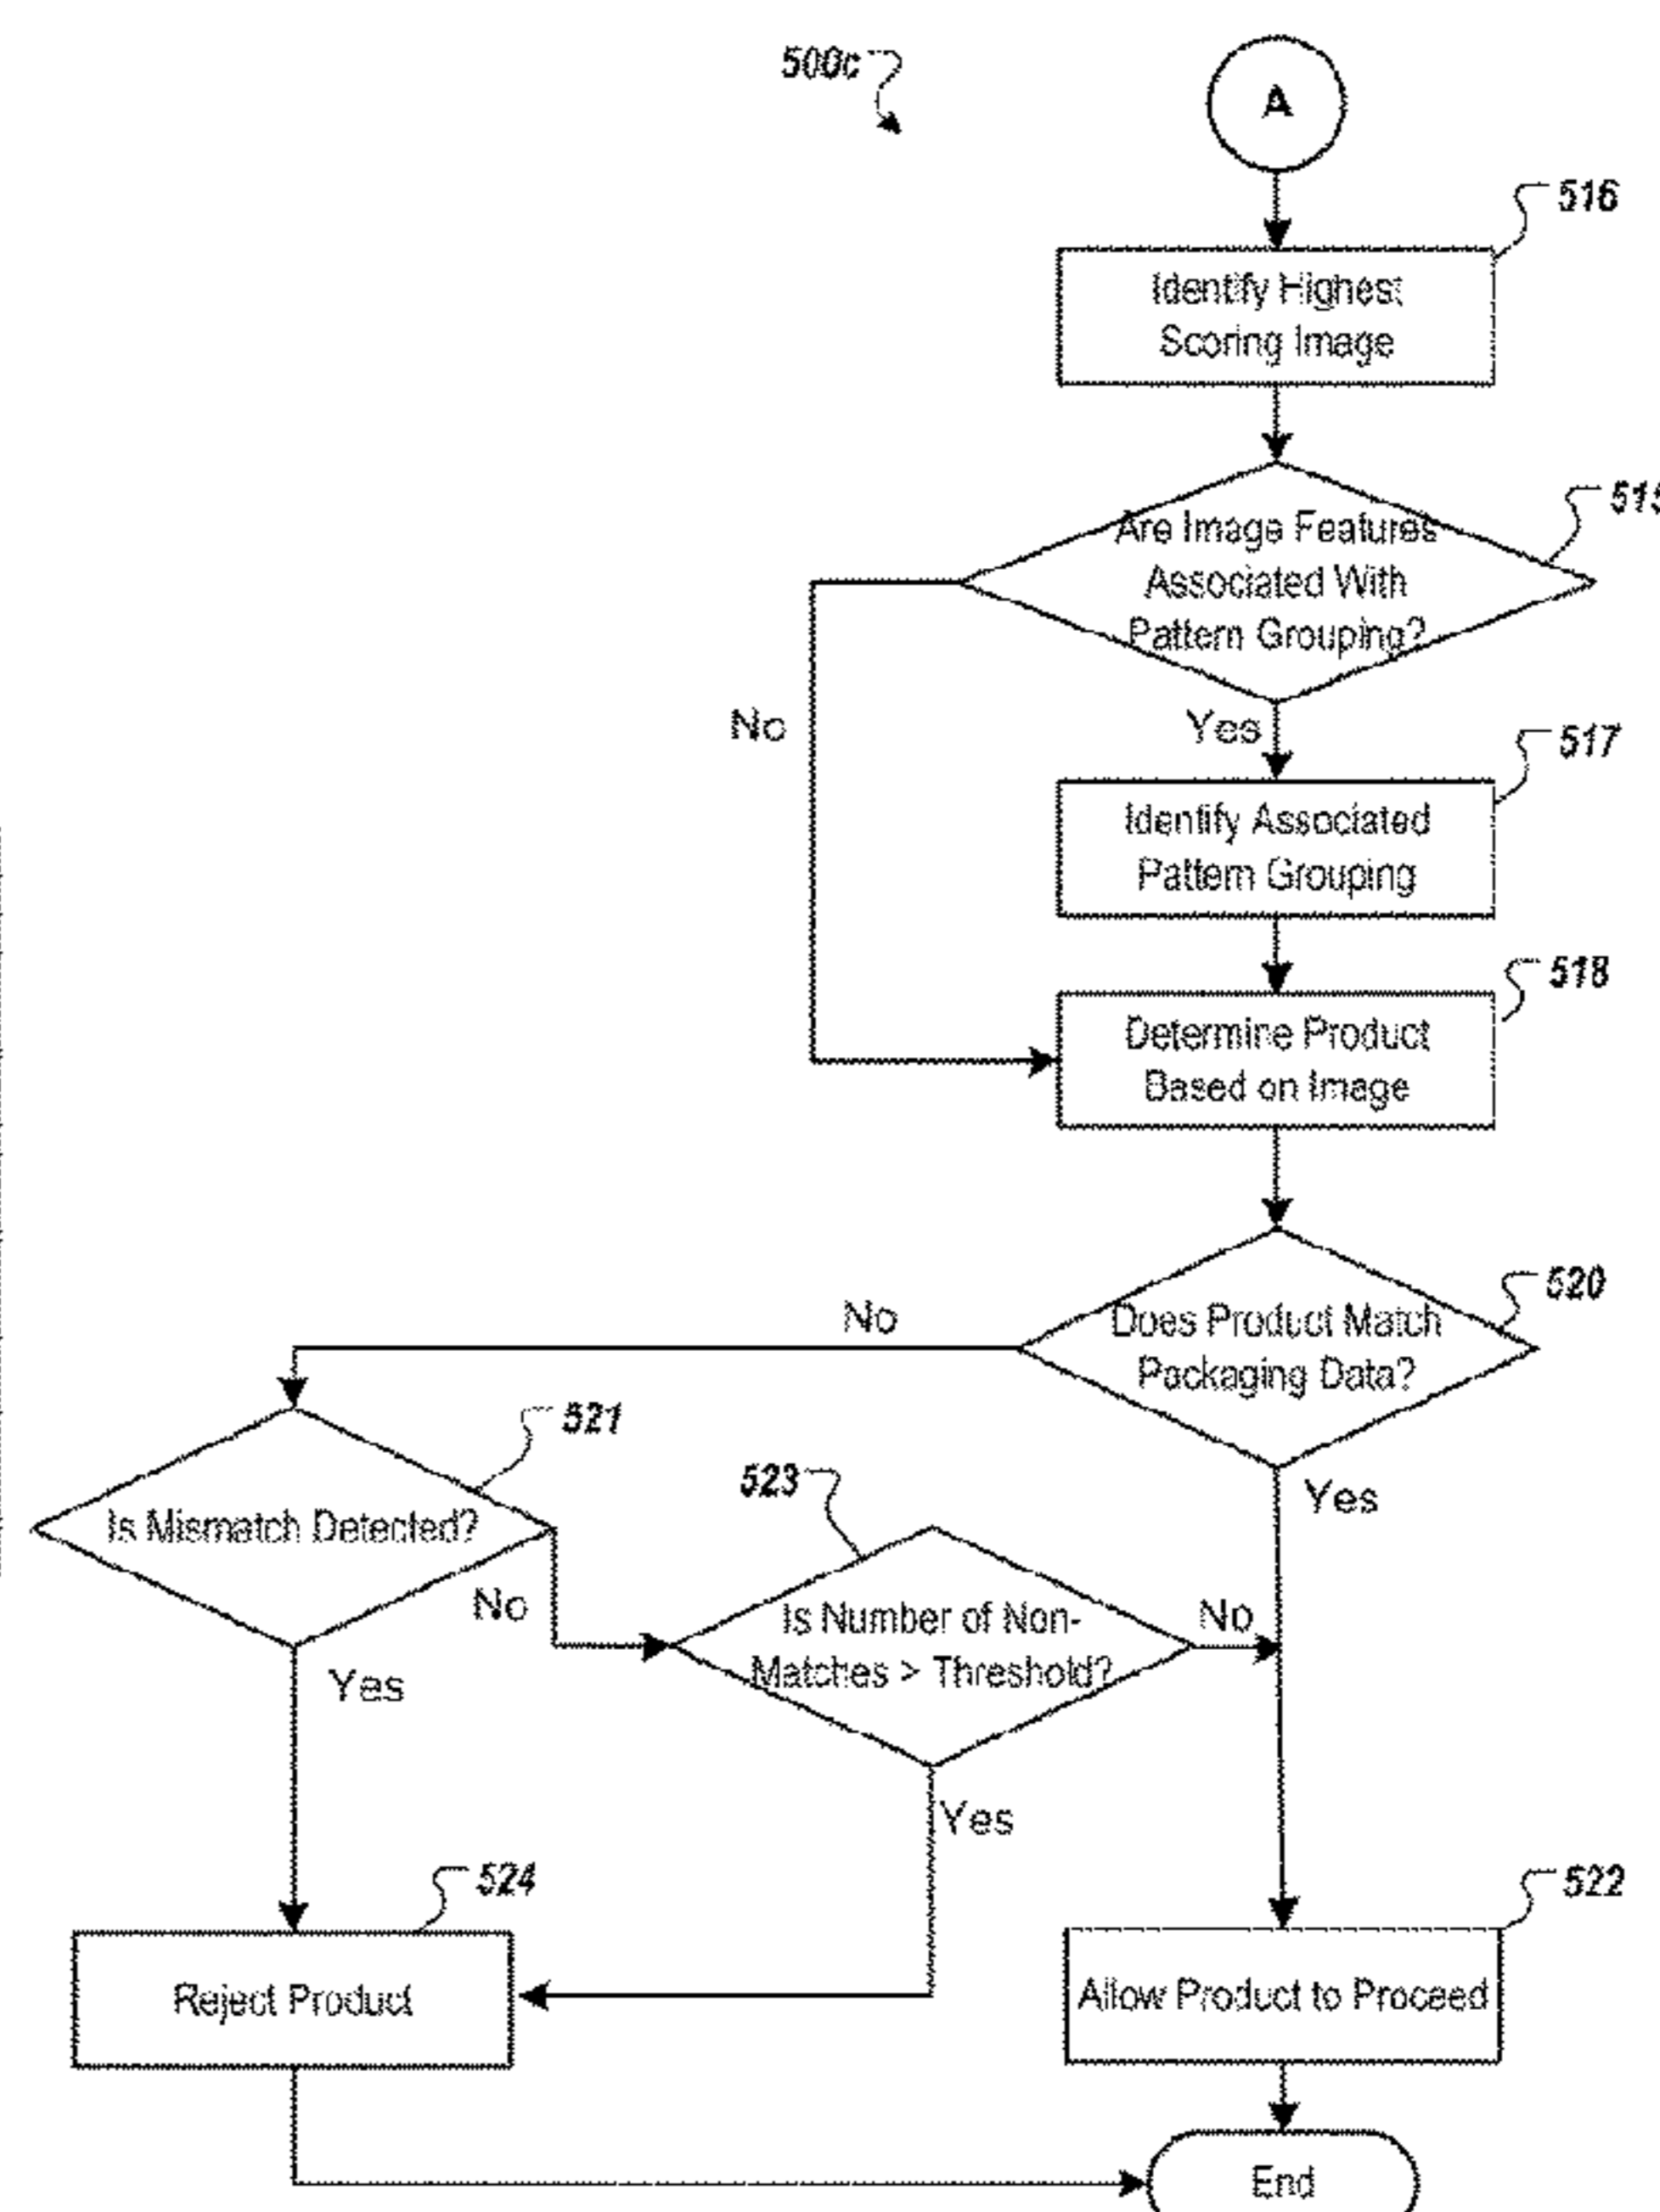 500c
A
516
Identify Highest
Scoring Image
515
Are Image Features
Associated With
Pattern Grouping?
No
Yes
517
Identify Associated
Pattern Grouping
518
Determine Product
Based on Image
520
No
Does Product Match
Packaging Data?
521
523
Yes
Is Mismatch Detected?
No
Is Number of Non-
Matches > Threshold?
No
Yes
Yes
524
522
Reject Product
Allow Product to Proceed
End